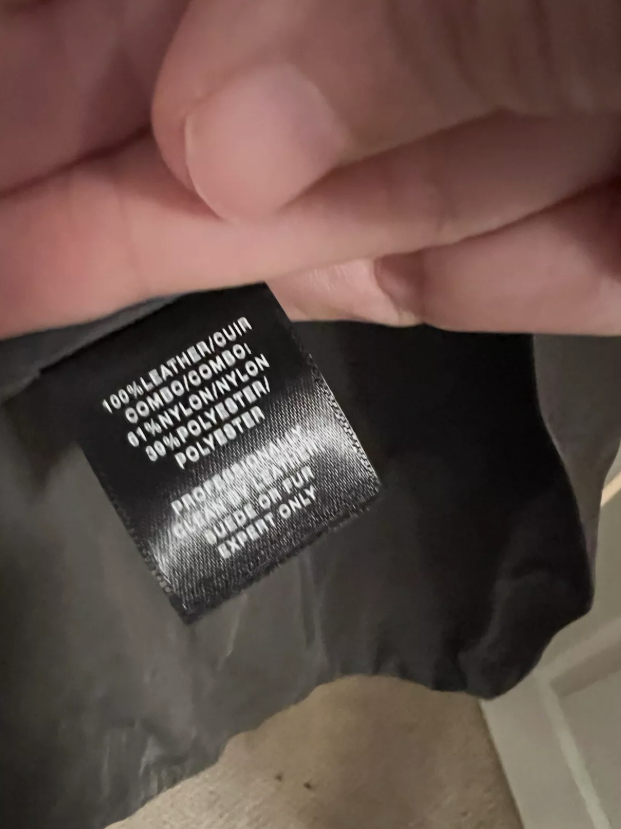 100%LEATHER/CUIR
COMBO/COMBO:
61%NYLON/NYLON
39%POLYESTER/
POLYESTER
PROFESSIONALLY
CLEAN BY LEATHER
SUEDE OR FUR
EXPERT ONLY